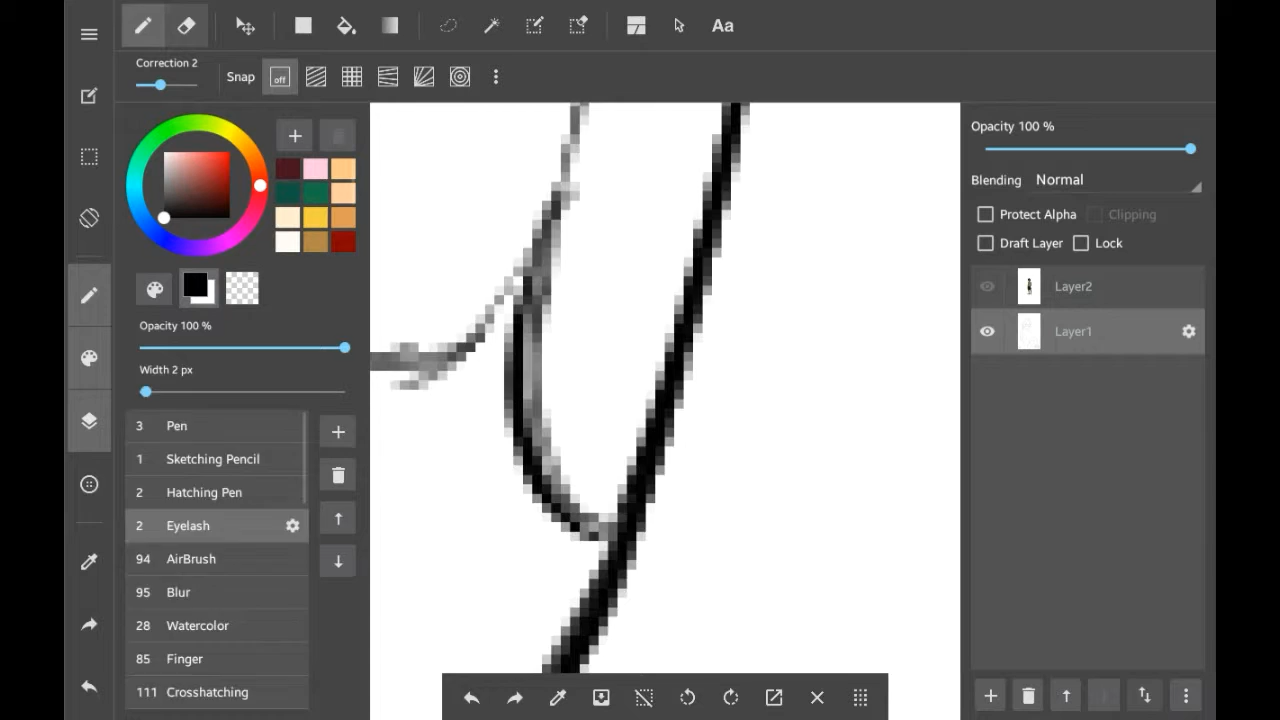 Aa
Correction 2
Snap
off
Opacity 100 %
Width 2 px
3 Pen
1 Sketching Pencil
2 Hatching Pen
2 Eyelash
94 AirBrush
95 Blur
28 Watercolor
85 Finger
111 Crosshatching
Opacity 100 %
Blending Normal
Protect Alpha Clipping
Draft Layer Lock
Layer2
Layer1